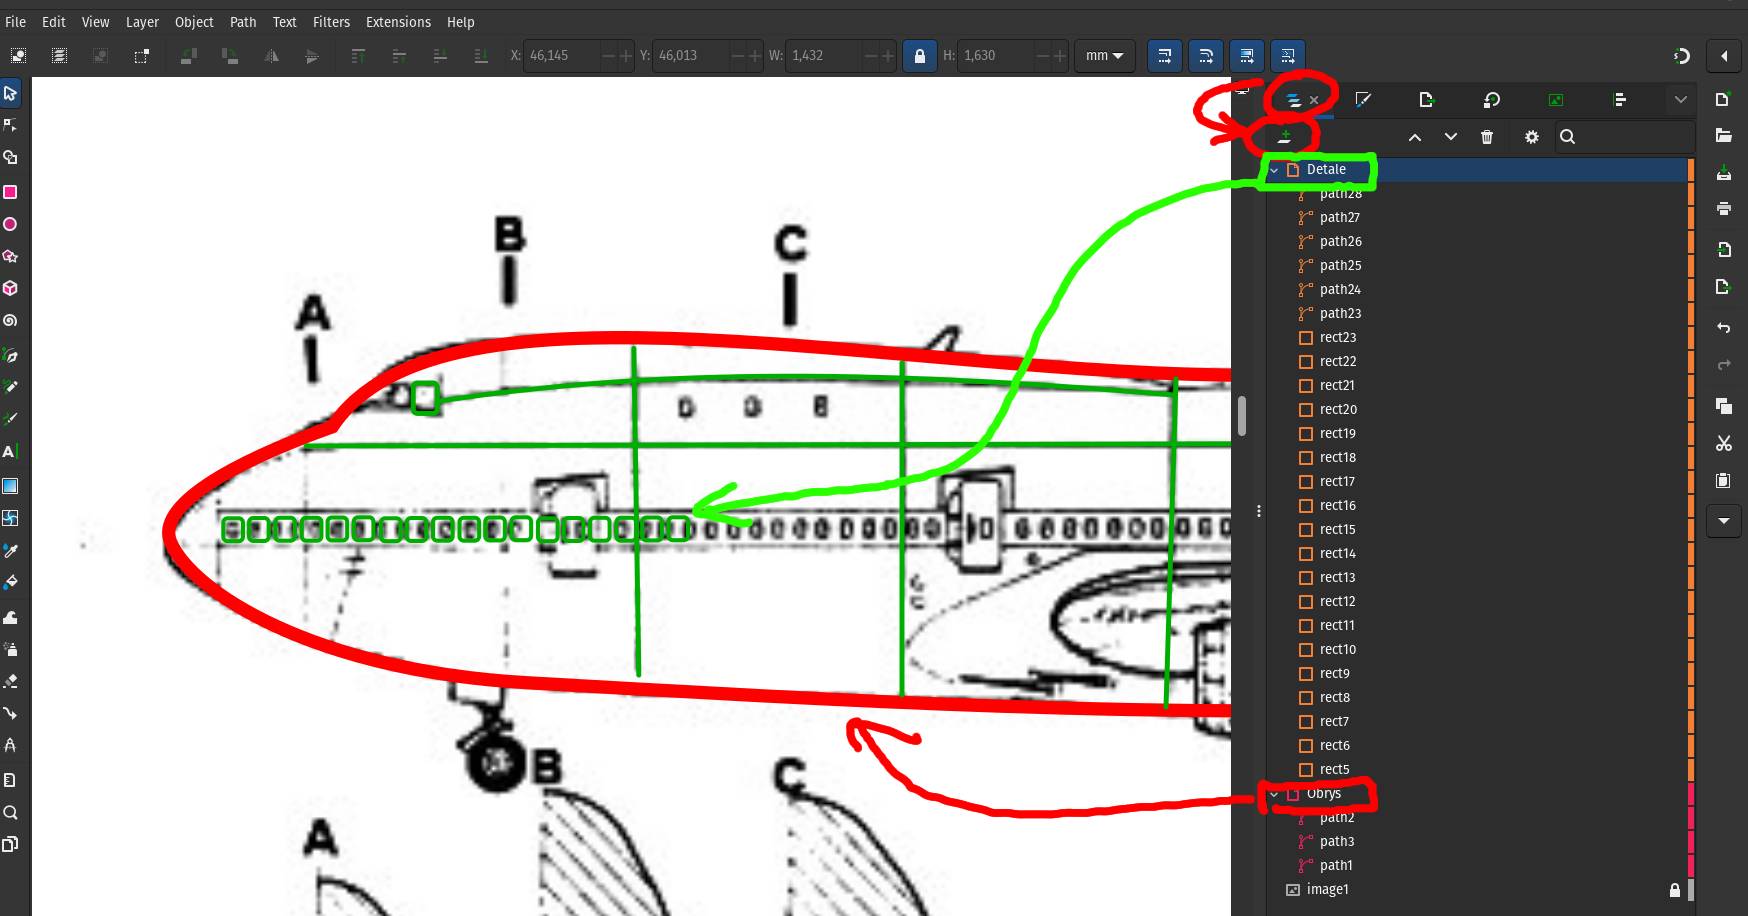 File Edit View Layer Object Path Text Filters Extensions Help
X: 46,145 Y: 46,013 W: 1,432 H: 1,630 mm
Detale
path28
path27
path26
path25
path24
path23
rect23
rect22
rect21
rect20
rect19
rect18
rect17
rect16
rect15
rect14
rect13
rect12
rect11
rect10
rect9
rect8
rect7
rect6
rect5
Obrys
path2
path3
path1
image1
A
B
C
B
C
A